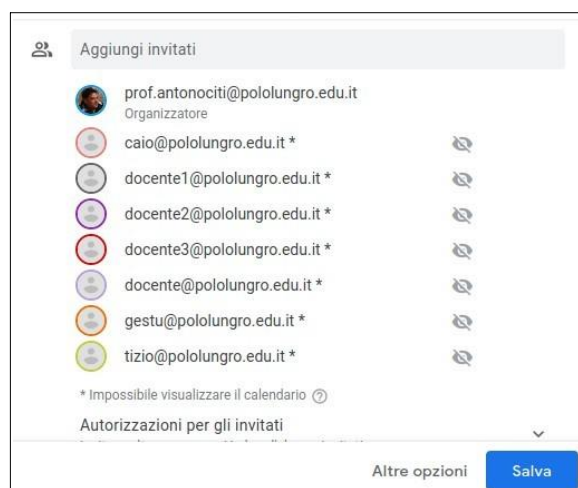 Aggiungi invitati
prof.antonociti@pololungro.edu.it
Organizzatore
caio@pololungro.edu.it *
docente1@pololungro.edu.it *
docente2@pololungro.edu.it *
docente3@pololungro.edu.it *
docente@pololungro.edu.it *
gestu@pololungro.edu.it *
tizio@pololungro.edu.it *
* Impossibile visualizzare il calendario ?
Autorizzazioni per gli invitati
Altre opzioni Salva